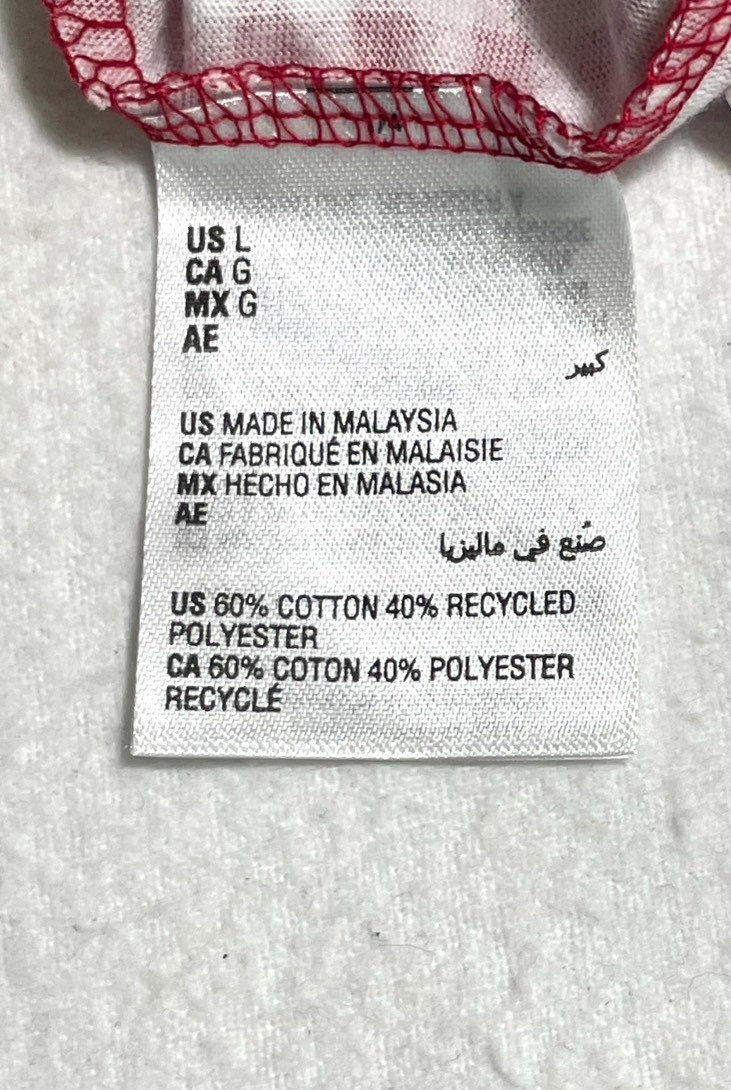 US L
CA G
MX G
AE
كبير
US MADE IN MALAYSIA
CA FABRIQUÉ EN MALAISIE
MX HECHO EN MALASIA
AE
صُنع في ماليزيا
US 60% COTTON 40% RECYCLED
POLYESTER
CA 60% COTON 40% POLYESTER
RECYCLÉ